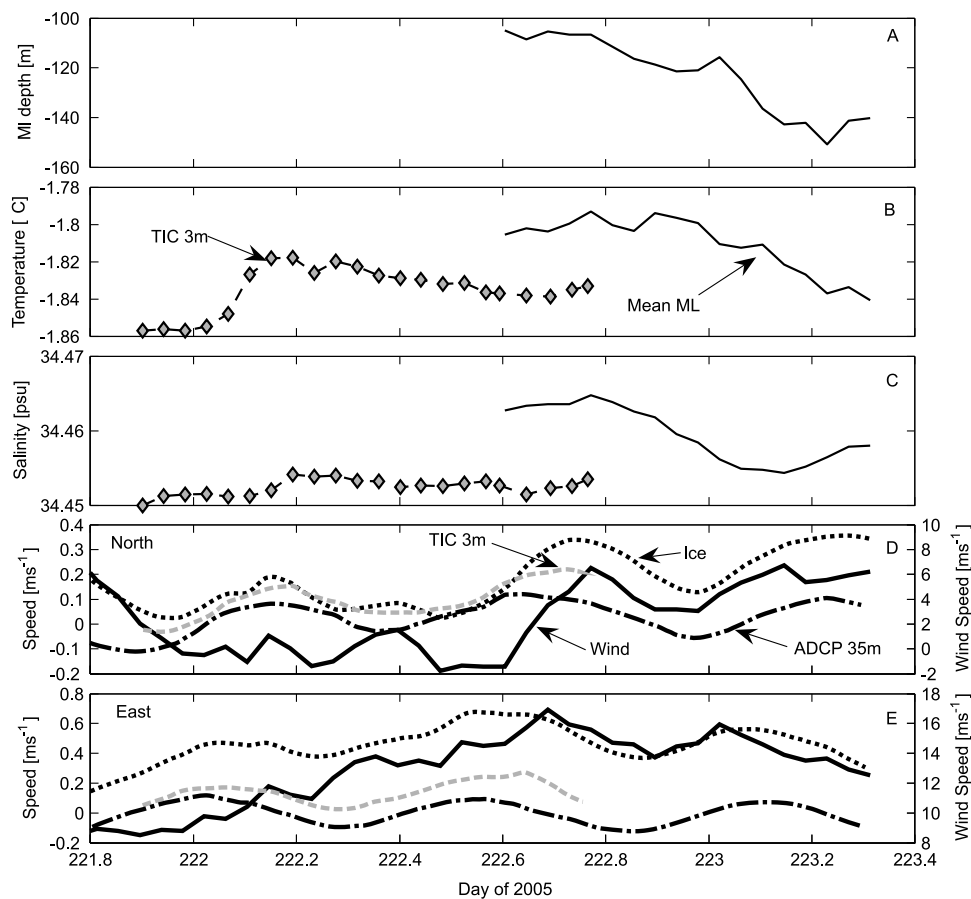 -100
-120
-140
-160
Ml depth [m]
A
-1.78
-1.8
-1.82
-1.84
-1.86
Temperature [ C]
TIC 3m
Mean ML
B
34.47
34.46
34.45
Salinity [psu]
C
0.4
0.3
0.2
0.1
0
-0.1
-0.2
Speed [ms-1]
North
TIC 3m
Ice
Wind
ADCP 35m
D
10
8
6
4
2
0
-2
Wind Speed [ms-1]
0.8
0.6
0.4
0.2
0
-0.2
Speed [ms-1]
East
E
18
16
14
12
10
8
Wind Speed [ms-1]
221.8 222 222.2 222.4 222.6 222.8 223 223.2 223.4
Day of 2005